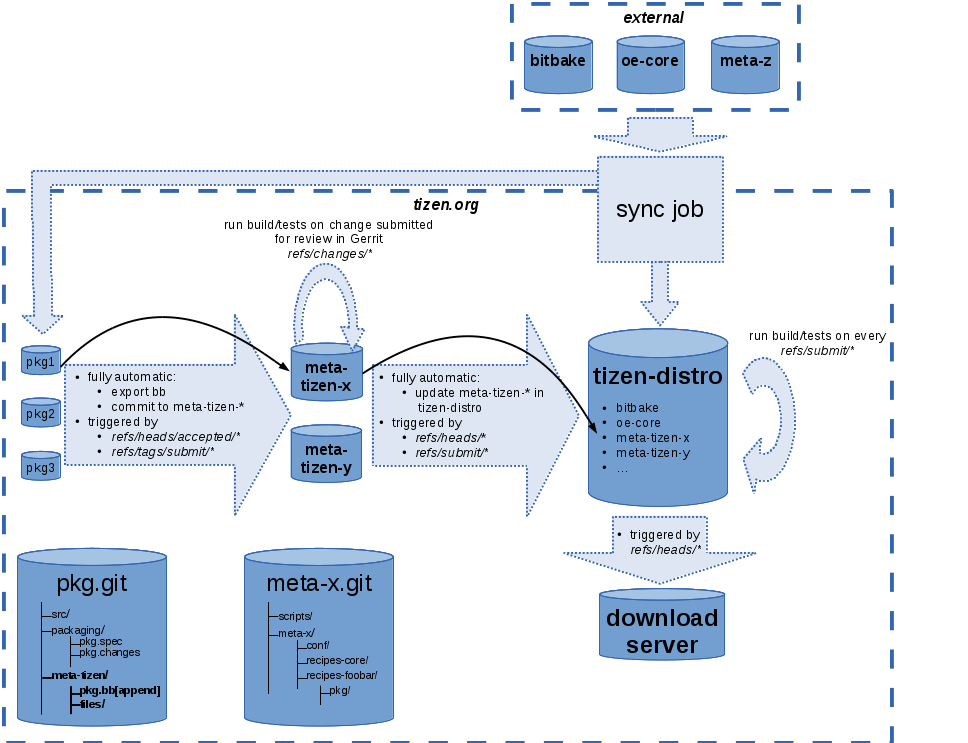 external
bitbake
oe-core
meta-z
sync job
tizen.org
run build/tests on change submitted
for review in Gerrit
refs/changes/*
pkg1
pkg2
pkg3
• fully automatic:
• export bb
• commit to meta-tizen-*
• triggered by
• refs/heads/accepted/*
• refs/tags/submit/*
meta-
tizen-x
meta-
tizen-y
• fully automatic:
• update meta-tizen-* in
tizen-distro
• triggered by
• refs/heads/*
• refs/submit/*
tizen-distro
• bitbake
• oe-core
• meta-tizen-x
• meta-tizen-y
• ...
run build/tests on every
refs/submit/*
• triggered by
refs/heads/*
download
server
pkg.git
src/
packaging/
pkg.spec
pkg.changes
meta-tizen/
pkg.bb[append]
files/
meta-x.git
scripts/
meta-x/
conf/
recipes-core/
recipes-foobar/
pkg/